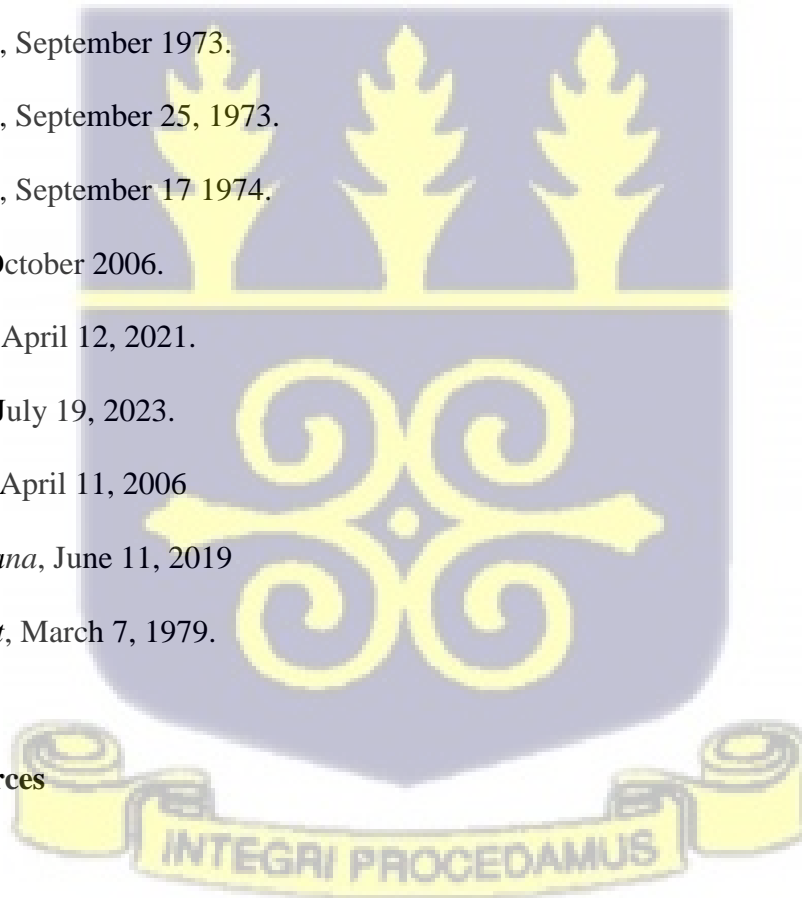 , September 1973.
, September 25, 1973.
, September 17 1974.
October 2006.
April 12, 2021.
July 19, 2023.
April 11, 2006
ana, June 11, 2019
t, March 7, 1979.
rces
INTEGRI PROCEDAMUS